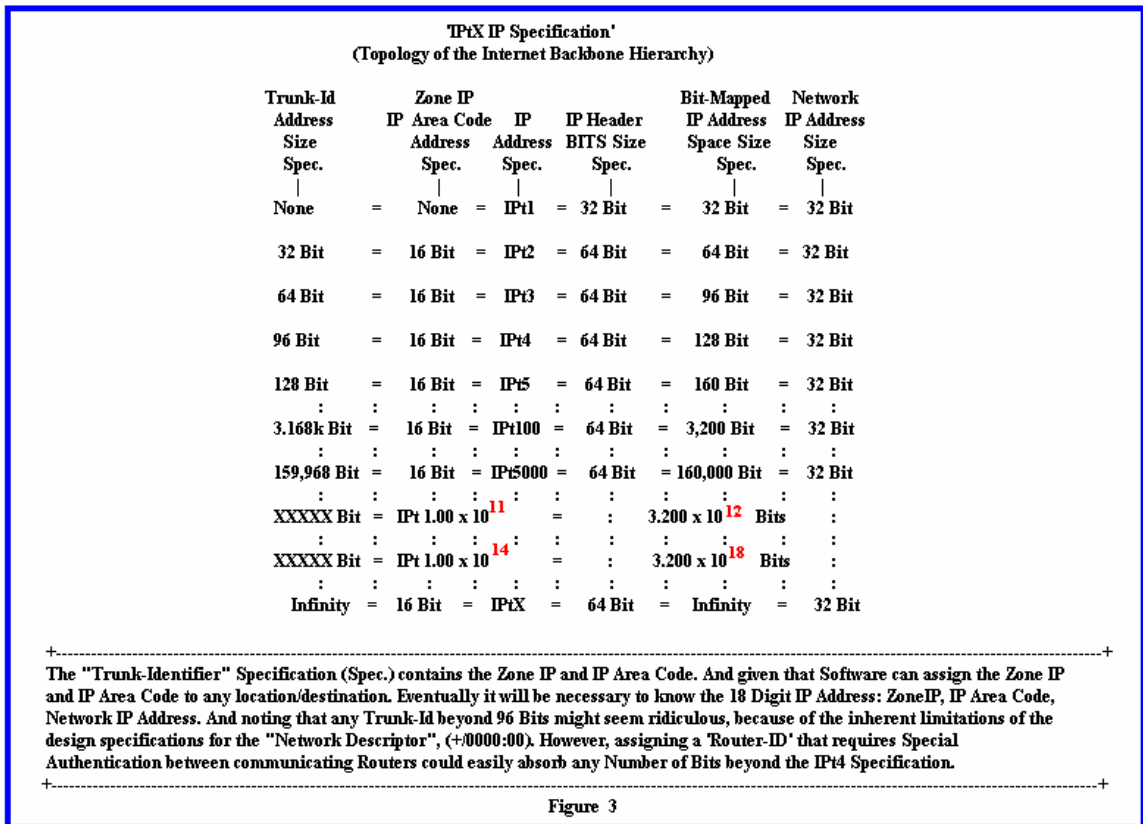 'IPtX IP Specification'
(Topology of the Internet Backbone Hierarchy)
Trunk-Id Zone IP Bit-Mapped Network
Address IP Area Code IP IP Header IP Address IP Address
Size Address Address BITS Size Space Size Size
Spec. Spec. Spec. Spec. Spec. Spec.
| | | | | |
None = None = IPt1 = 32 Bit = 32 Bit = 32 Bit
32 Bit = 16 Bit = IPt2 = 64 Bit = 64 Bit = 32 Bit
64 Bit = 16 Bit = IPt3 = 64 Bit = 96 Bit = 32 Bit
96 Bit = 16 Bit = IPt4 = 64 Bit = 128 Bit = 32 Bit
128 Bit = 16 Bit = IPt5 = 64 Bit = 160 Bit = 32 Bit
: : : : : : : : : : :
3.168k Bit = 16 Bit = IPt100 = 64 Bit = 3,200 Bit = 32 Bit
: : : : : : : : : : :
159,968 Bit = 16 Bit = IPt5000 = 64 Bit = 160,000 Bit = 32 Bit
: : : : : : : : : : :
XXXXX Bit = IPt 1.00 x 10^11 = : 3.200 x 10^12 Bits :
: : : : : : : : : : :
XXXXX Bit = IPt 1.00 x 10^14 = : 3.200 x 10^18 Bits :
: : : : : : : : : : :
Infinity = 16 Bit = IPtX = 64 Bit = Infinity = 32 Bit
The "Trunk-Identifier" Specification (Spec.) contains the Zone IP and IP Area Code. And given that Software can assign the Zone IP
and IP Area Code to any location/destination. Eventually it will be necessary to know the 18 Digit IP Address: ZoneIP, IP Area Code,
Network IP Address. And noting that any Trunk-Id beyond 96 Bits might seem ridiculous, because of the inherent limitations of the
design specifications for the "Network Descriptor", (+/0000:00). However, assigning a 'Router-ID' that requires Special
Authentication between communicating Routers could easily absorb any Number of Bits beyond the IPt4 Specification.
Figure 3